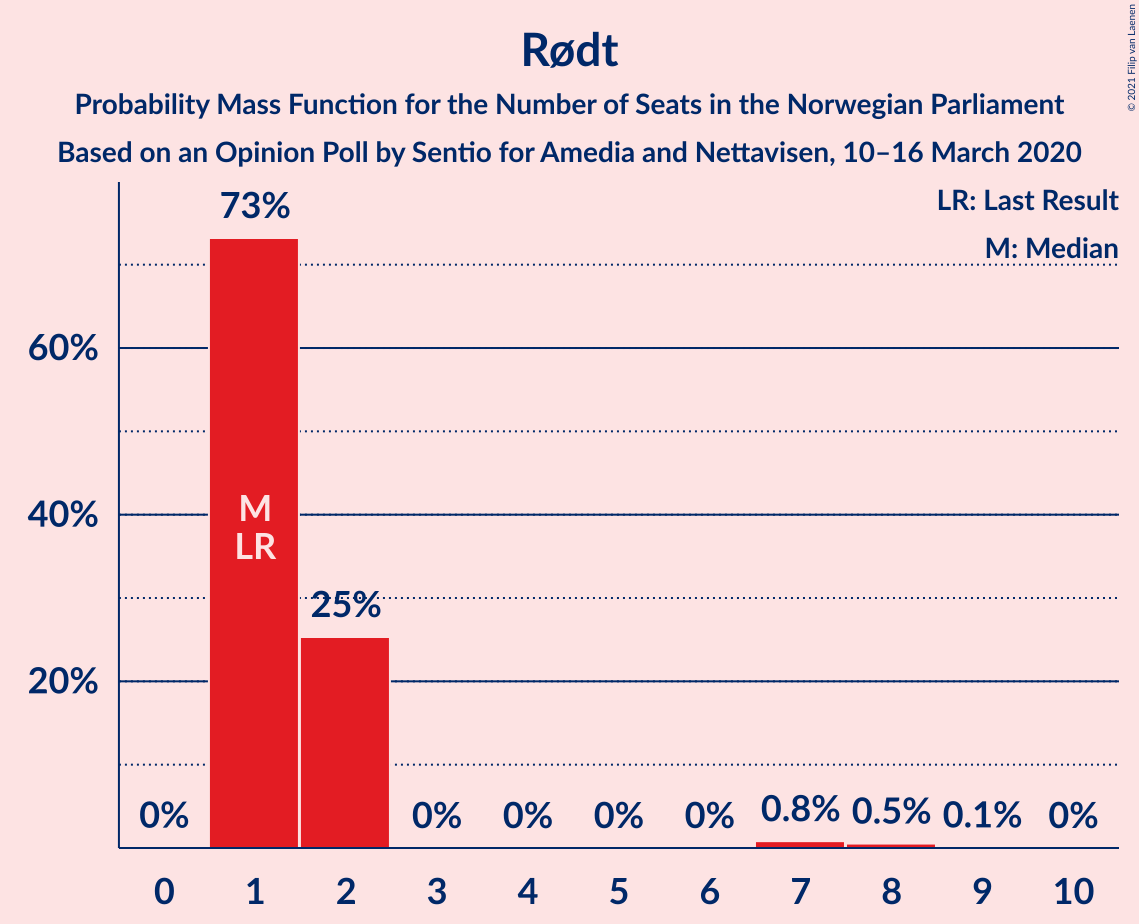 Rødt
Probability Mass Function for the Number of Seats in the Norwegian Parliament
Based on an Opinion Poll by Sentio for Amedia and Nettavisen, 10–16 March 2020
© 2021 Filip van Laenen
LR: Last Result
M: Median
73%
60%
40%
20%
M
LR
25%
0%
0%
0%
0%
0%
0.8%
0.5%
0.1%
0%
0 1 2 3 4 5 6 7 8 9 10